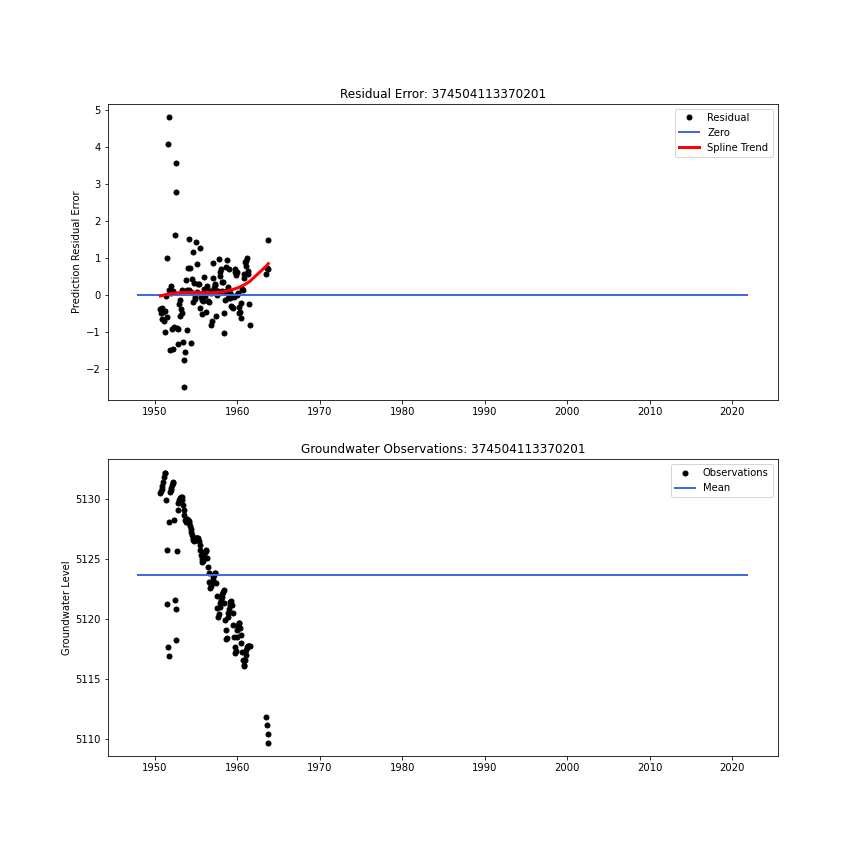 Residual Error: 374504113370201
Prediction Residual Error
5
4
3
2
1
0
−1
−2
Residual
Zero
Spline Trend
1950 1960 1970 1980 1990 2000 2010 2020
Groundwater Observations: 374504113370201
Groundwater Level
5130
5125
5120
5115
5110
Observations
Mean
1950 1960 1970 1980 1990 2000 2010 2020